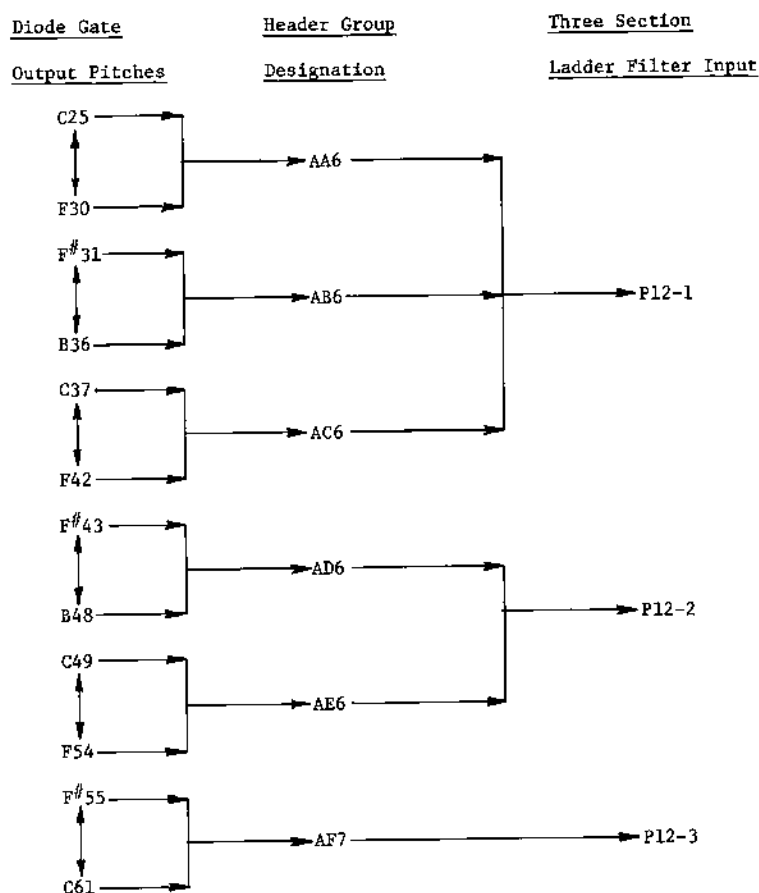 Diode Gate Header Group Three Section
Output Pitches Designation Ladder Filter Input
C25
AA6
F30
F#31
AB6 P12-1
B36
C37
AC6
F42
F#43
AD6
P12-2
B48
C49
AE6
F54
F#55
AF7 P12-3
C61